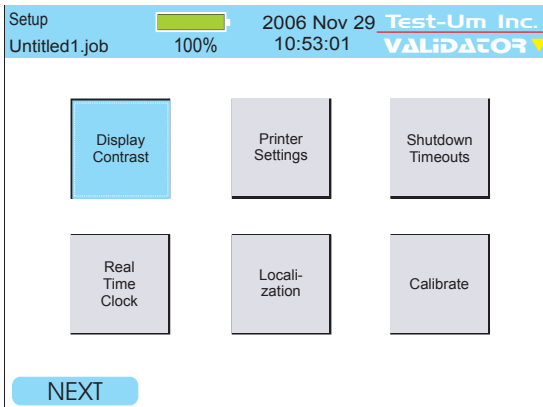 Setup
2006 Nov 29
Test-Um Inc.
Untitled1.job
100%
10:53:01
VALIDATOR
Display
Contrast
Printer
Settings
Shutdown
Timeouts
Real
Time
Clock
Locali-
zation
Calibrate
NEXT